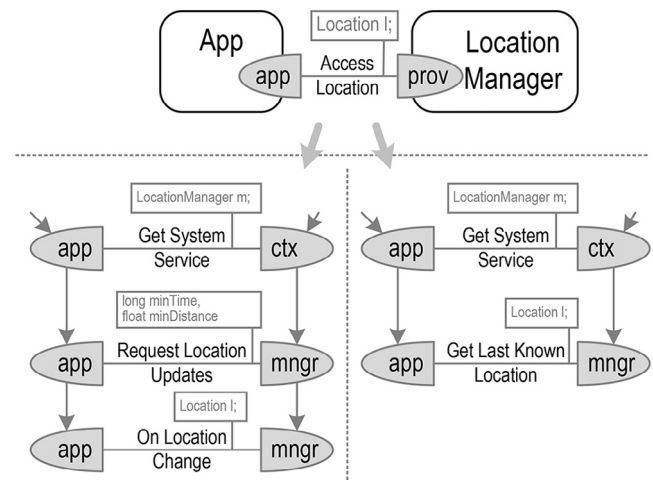 Location l;
App
Location
Manager
app
Access
Location
prov
LocationManager m;
app
Get System
Service
ctx
long minTime,
float minDistance
app
Request Location
Updates
mngr
Location l;
app
On Location
Change
mngr
LocationManager m;
app
Get System
Service
ctx
Location l;
app
Get Last Known
Location
mngr